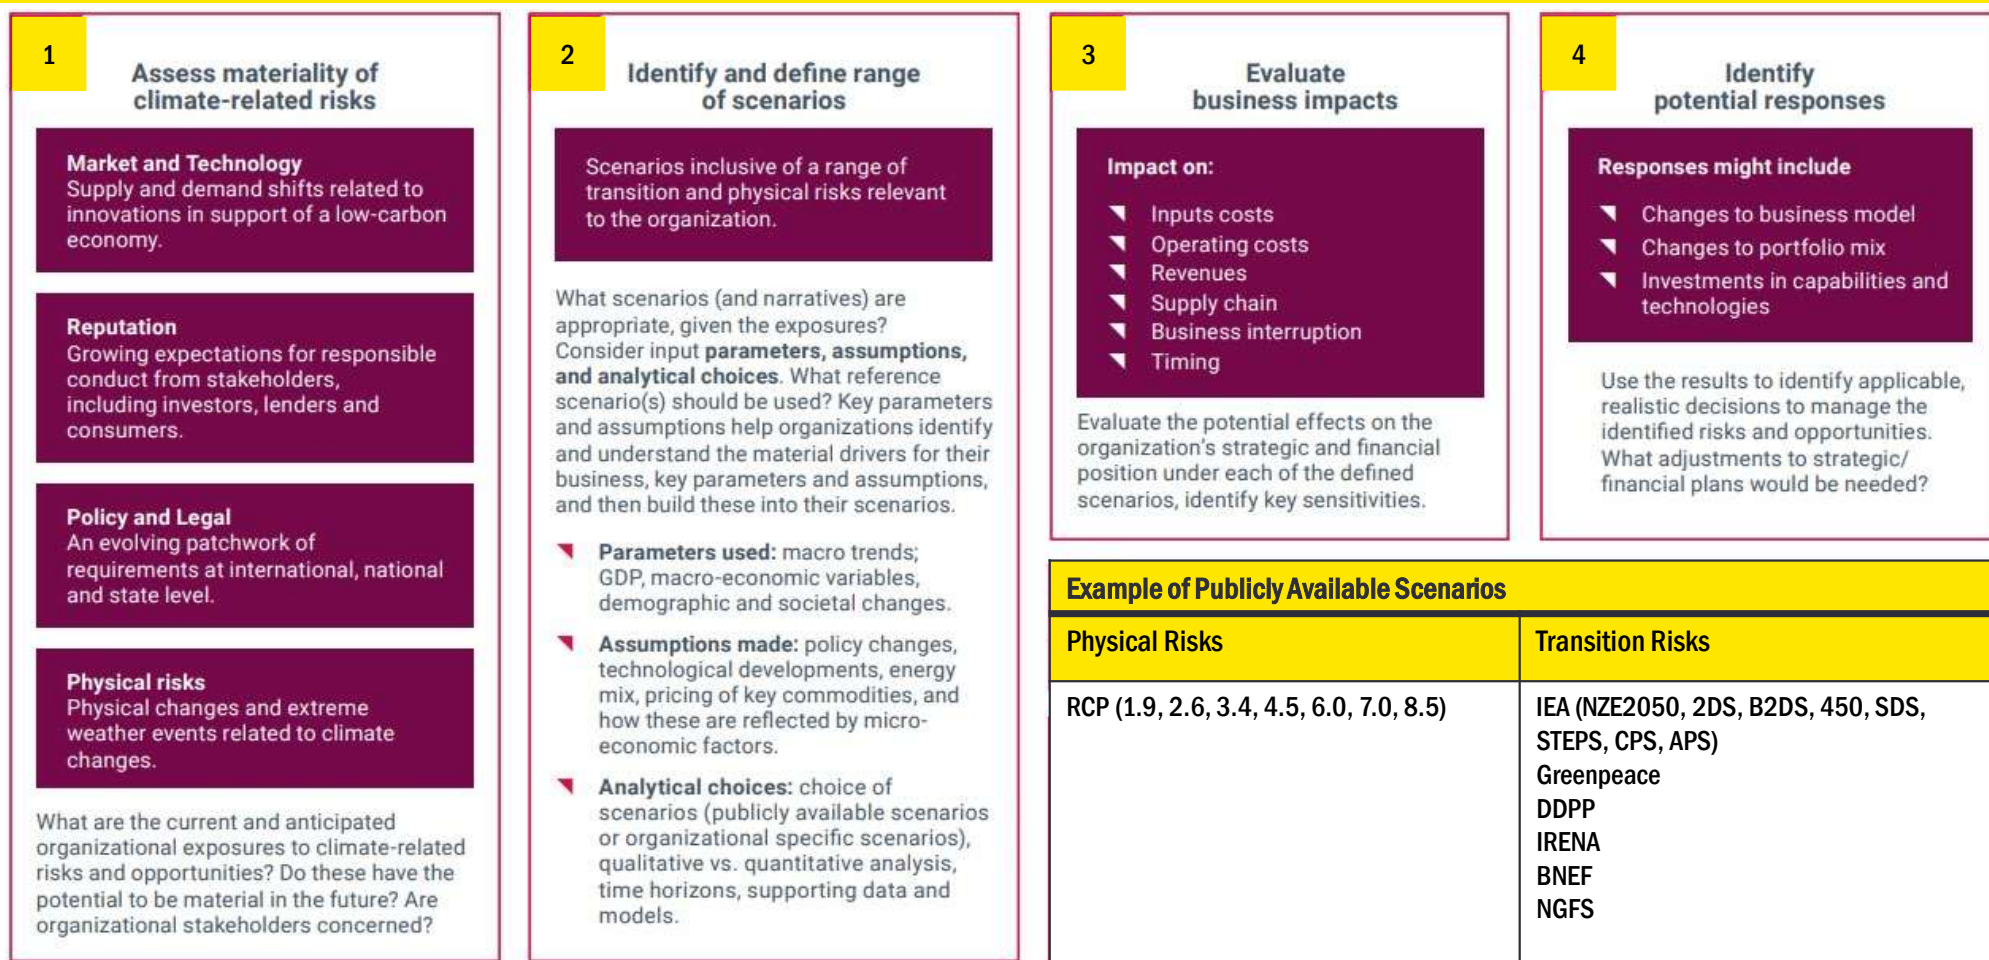 1
Assess materiality of
climate-related risks
Market and Technology
Supply and demand shifts related to
innovations in support of a low-carbon
economy.
Reputation
Growing expectations for responsible
conduct from stakeholders,
including investors, lenders and
consumers.
Policy and Legal
An evolving patchwork of
requirements at international, national
and state level.
Physical risks
Physical changes and extreme
weather events related to climate
changes.
What are the current and anticipated
organizational exposures to climate-related
risks and opportunities? Do these have the
potential to be material in the future? Are
organizational stakeholders concerned?
2
Identify and define range
of scenarios
Scenarios inclusive of a range of
transition and physical risks relevant
to the organization.
What scenarios (and narratives) are
appropriate, given the exposures?
Consider input parameters, assumptions,
and analytical choices. What reference
scenario(s) should be used? Key parameters
and assumptions help organizations identify
and understand the material drivers for their
business, key parameters and assumptions,
and then build these into their scenarios.
Parameters used: macro trends;
GDP, macro-economic variables,
demographic and societal changes.
Assumptions made: policy changes,
technological developments, energy
mix, pricing of key commodities, and
how these are reflected by micro-
economic factors.
Analytical choices: choice of
scenarios (publicly available scenarios
or organizational specific scenarios),
qualitative vs. quantitative analysis,
time horizons, supporting data and
models.
3
Evaluate
business impacts
Impact on:
Inputs costs
Operating costs
Revenues
Supply chain
Business interruption
Timing
Evaluate the potential effects on the
organization's strategic and financial
position under each of the defined
scenarios, identify key sensitivities.
4
Identify
potential responses
Responses might include
Changes to business model
Changes to portfolio mix
Investments in capabilities and
technologies
Use the results to identify applicable,
realistic decisions to manage the
identified risks and opportunities.
What adjustments to strategic/
financial plans would be needed?
Example of Publicly Available Scenarios
Physical Risks
Transition Risks
RCP (1.9, 2.6, 3.4, 4.5, 6.0, 7.0, 8.5)
IEA (NZE2050, 2DS, B2DS, 450, SDS,
STEPS, CPS, APS)
Greenpeace
DDPP
IRENA
BNEF
NGFS